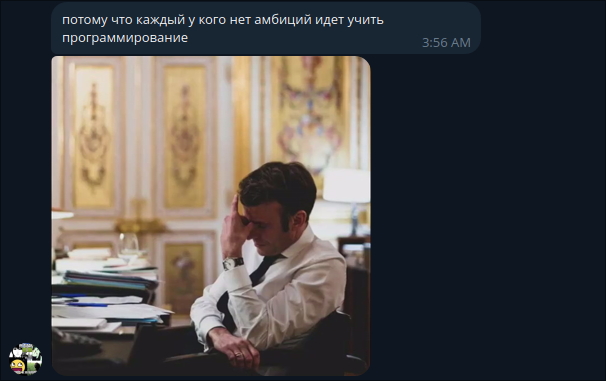 потому что каждый у кого нет амбиций идет учить
программирование
3:56 AM